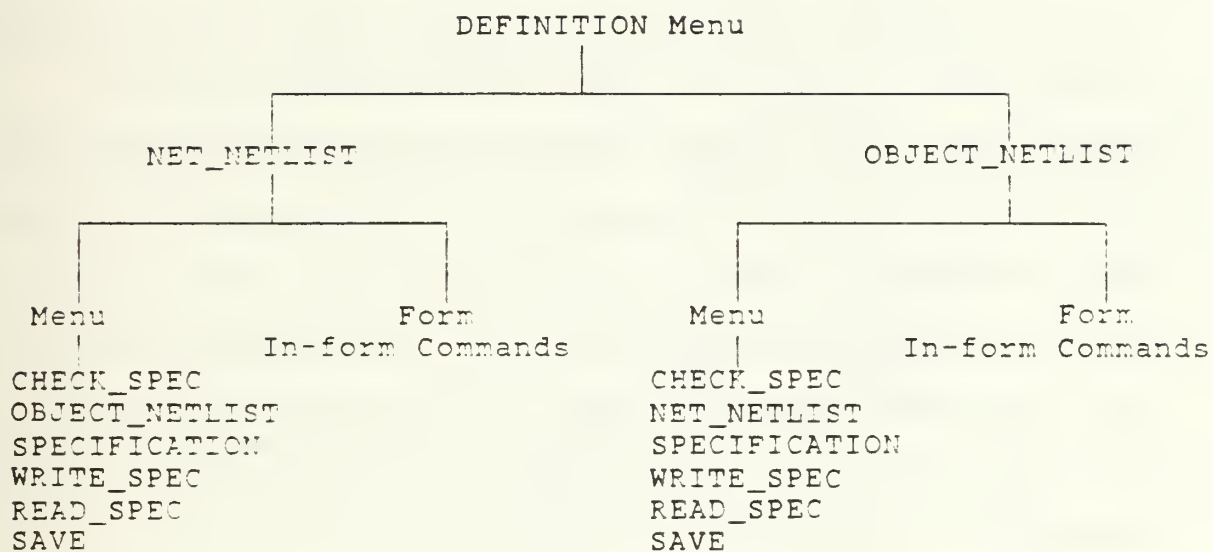 DEFINITION Menu
NET_NETLIST OBJECT_NETLIST
Menu Form Menu Form
In-form Commands In-form Commands
CHECK_SPEC CHECK_SPEC
OBJECT_NETLIST NET_NETLIST
SPECIFICATION SPECIFICATION
WRITE_SPEC WRITE_SPEC
READ_SPEC READ_SPEC
SAVE SAVE